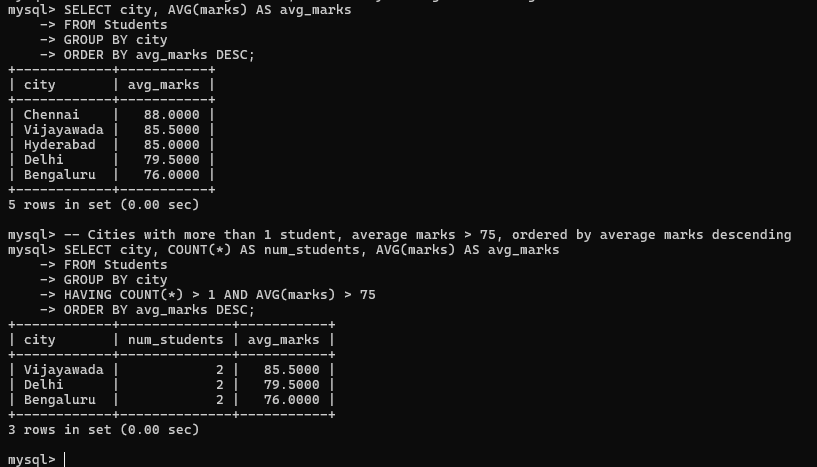 mysql> SELECT city, AVG(marks) AS avg_marks
    -> FROM Students
    -> GROUP BY city
    -> ORDER BY avg_marks DESC;
+------------+-----------+
| city       | avg_marks |
+------------+-----------+
| Chennai    |   88.0000 |
| Vijayawada |   85.5000 |
| Hyderabad  |   85.0000 |
| Delhi      |   79.5000 |
| Bengaluru  |   76.0000 |
+------------+-----------+
5 rows in set (0.00 sec)

mysql> -- Cities with more than 1 student, average marks > 75, ordered by average marks descending
mysql> SELECT city, COUNT(*) AS num_students, AVG(marks) AS avg_marks
    -> FROM Students
    -> GROUP BY city
    -> HAVING COUNT(*) > 1 AND AVG(marks) > 75
    -> ORDER BY avg_marks DESC;
+------------+--------------+-----------+
| city       | num_students | avg_marks |
+------------+--------------+-----------+
| Vijayawada |            2 |   85.5000 |
| Delhi      |            2 |   79.5000 |
| Bengaluru  |            2 |   76.0000 |
+------------+--------------+-----------+
3 rows in set (0.00 sec)

mysql>